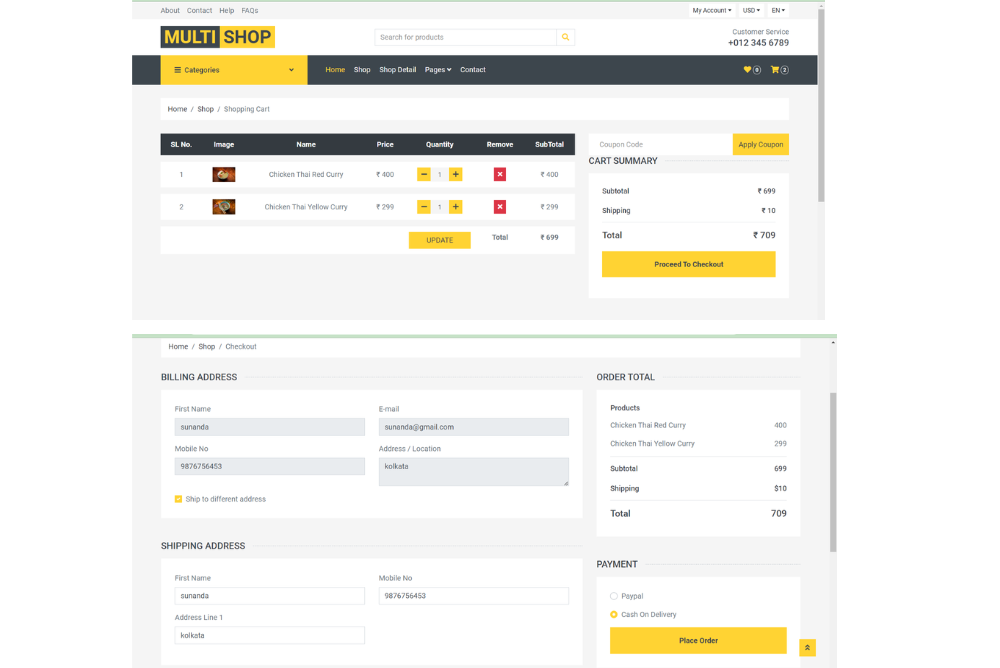 About Contact Help FAQs My Account USD EN
MULTI SHOP Search for products Customer Service
+012 345 6789
Categories Home Shop Shop Detail Pages Contact 0 2
Home / Shop / Shopping Cart
SL No. Image Name Price Quantity Remove SubTotal
1 Chicken Thai Red Curry ₹ 400 − 1 + × ₹ 400
2 Chicken Thai Yellow Curry ₹ 299 − 1 + × ₹ 299
UPDATE Total ₹ 699
Coupon Code Apply Coupon
CART SUMMARY
Subtotal ₹ 699
Shipping ₹ 10
Total ₹ 709
Proceed To Checkout
Home / Shop / Checkout
BILLING ADDRESS
First Name E-mail
sunanda sunanda@gmail.com
Mobile No Address / Location
9876756453 kolkata
Ship to different address
SHIPPING ADDRESS
First Name Mobile No
sunanda 9876756453
Address Line 1
kolkata
ORDER TOTAL
Products
Chicken Thai Red Curry 400
Chicken Thai Yellow Curry 299
Subtotal 699
Shipping $10
Total 709
PAYMENT
Paypal
Cash On Delivery
Place Order